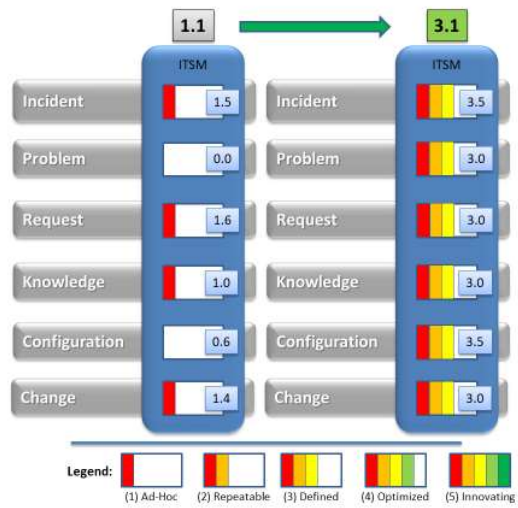 1.1 3.1
ITSM ITSM
Incident 1.5 Incident 3.5
Problem 0.0 Problem 3.0
Request 1.6 Request 3.0
Knowledge 1.0 Knowledge 3.0
Configuration 0.6 Configuration 3.5
Change 1.4 Change 3.0
Legend:
(1) Ad-Hoc (2) Repeatable (3) Defined (4) Optimized (5) Innovating